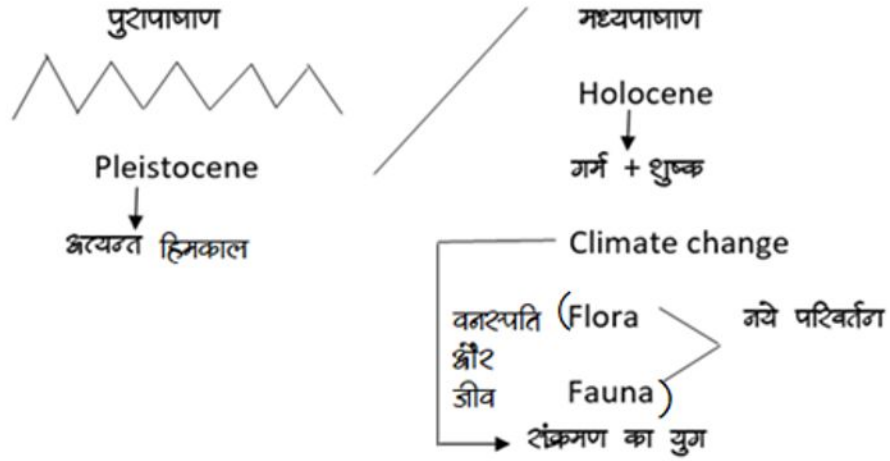 पुरापाषाण
मध्यपाषाण
Holocene
गर्म + शुष्क
Pleistocene
अत्यन्त हिमकाल
Climate change
वनस्पति (Flora
नये परिवर्तन
और
जीव Fauna)
संक्रमण का युग